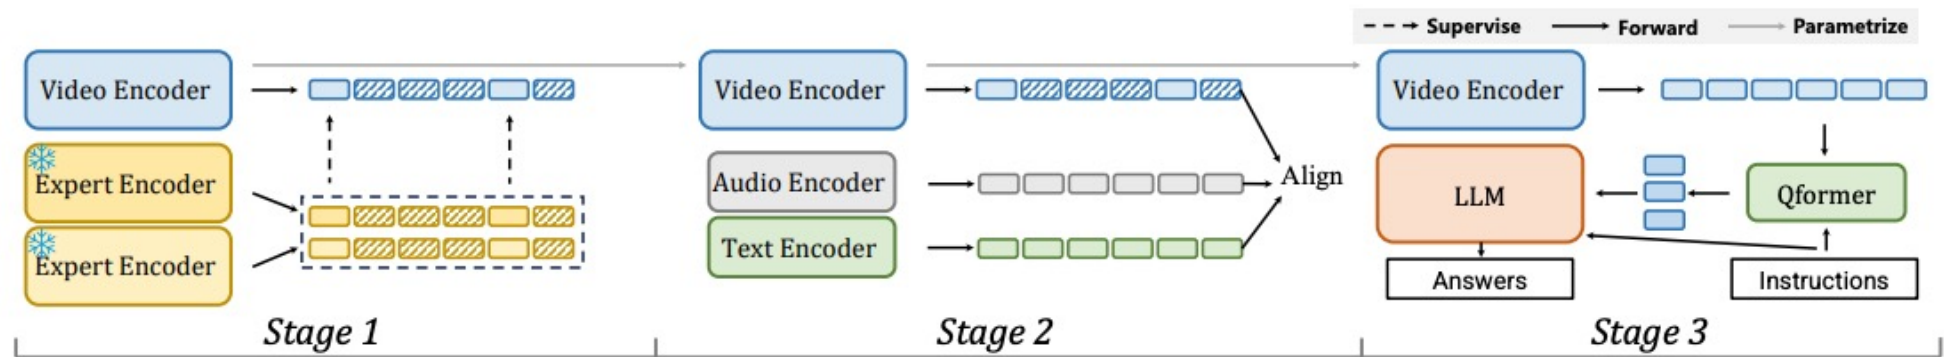 Supervise
Forward
Parametrize
Video Encoder
Expert Encoder
Expert Encoder
Stage 1
Video Encoder
Audio Encoder
Text Encoder
Align
Stage 2
Video Encoder
LLM
Qformer
Answers
Instructions
Stage 3